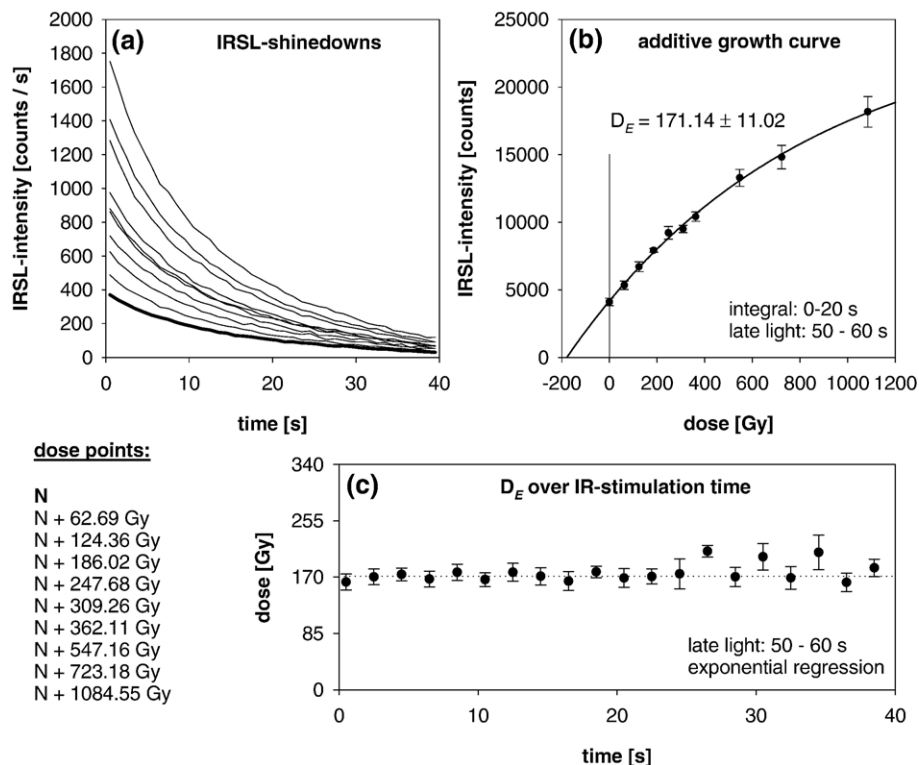 (a) IRSL-shinedowns
IRSL-intensity [counts / s]
2000
1800
1600
1400
1200
1000
800
600
400
200
0
0 10 20 30 40
time [s]
(b) additive growth curve
D_E = 171.14 ± 11.02
IRSL-intensity [counts]
25000
20000
15000
10000
5000
0
integral: 0-20 s
late light: 50 - 60 s
-200 0 200 400 600 800 1000 1200
dose [Gy]
dose points:
N
N + 62.69 Gy
N + 124.36 Gy
N + 186.02 Gy
N + 247.68 Gy
N + 309.26 Gy
N + 362.11 Gy
N + 547.16 Gy
N + 723.18 Gy
N + 1084.55 Gy
(c) D_E over IR-stimulation time
dose [Gy]
340
255
170
85
0
late light: 50 - 60 s
exponential regression
0 10 20 30 40
time [s]